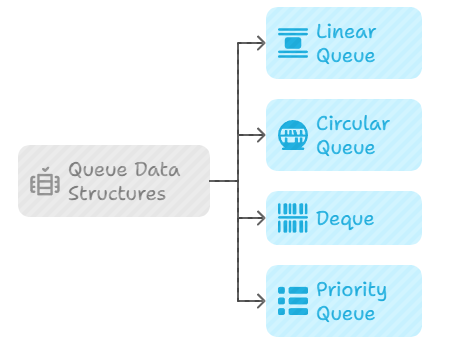 Linear
Queue
Circular
Queue
Queue Data
Structures
Deque
Priority
Queue